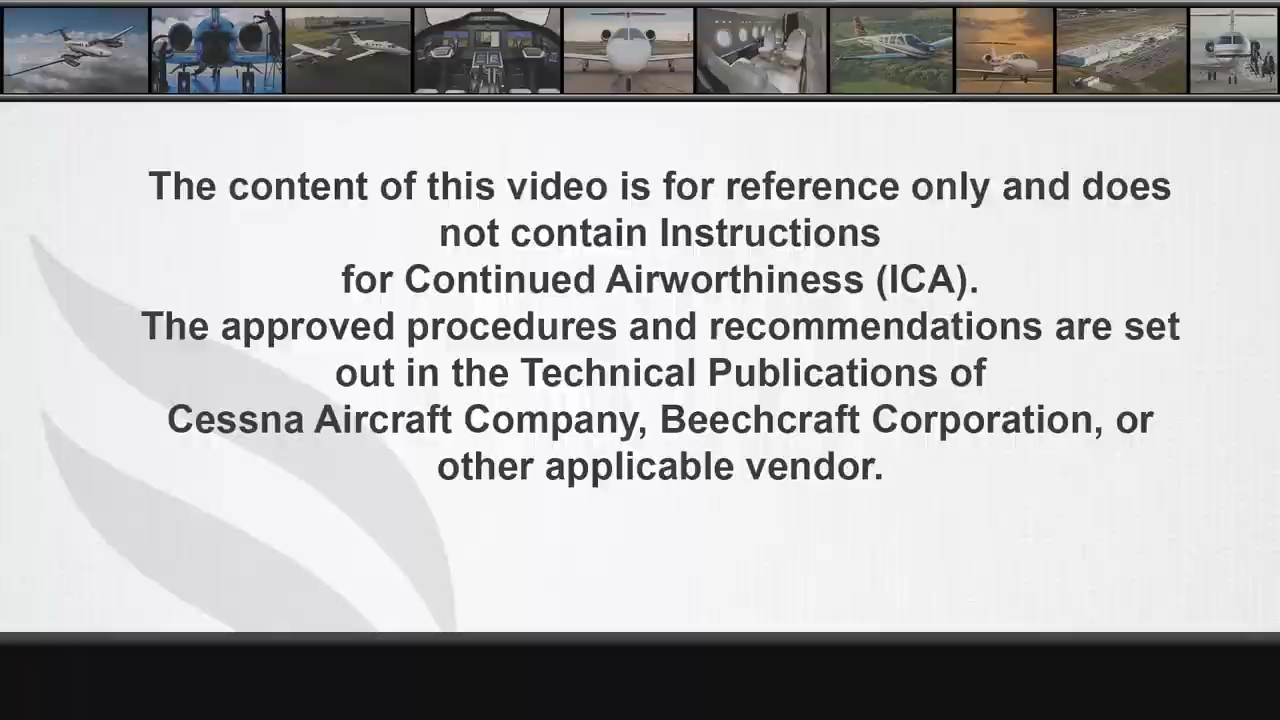 The content of this video is for reference only and does
not contain Instructions
for Continued Airworthiness (ICA).
The approved procedures and recommendations are set
out in the Technical Publications of
Cessna Aircraft Company, Beechcraft Corporation, or
other applicable vendor.